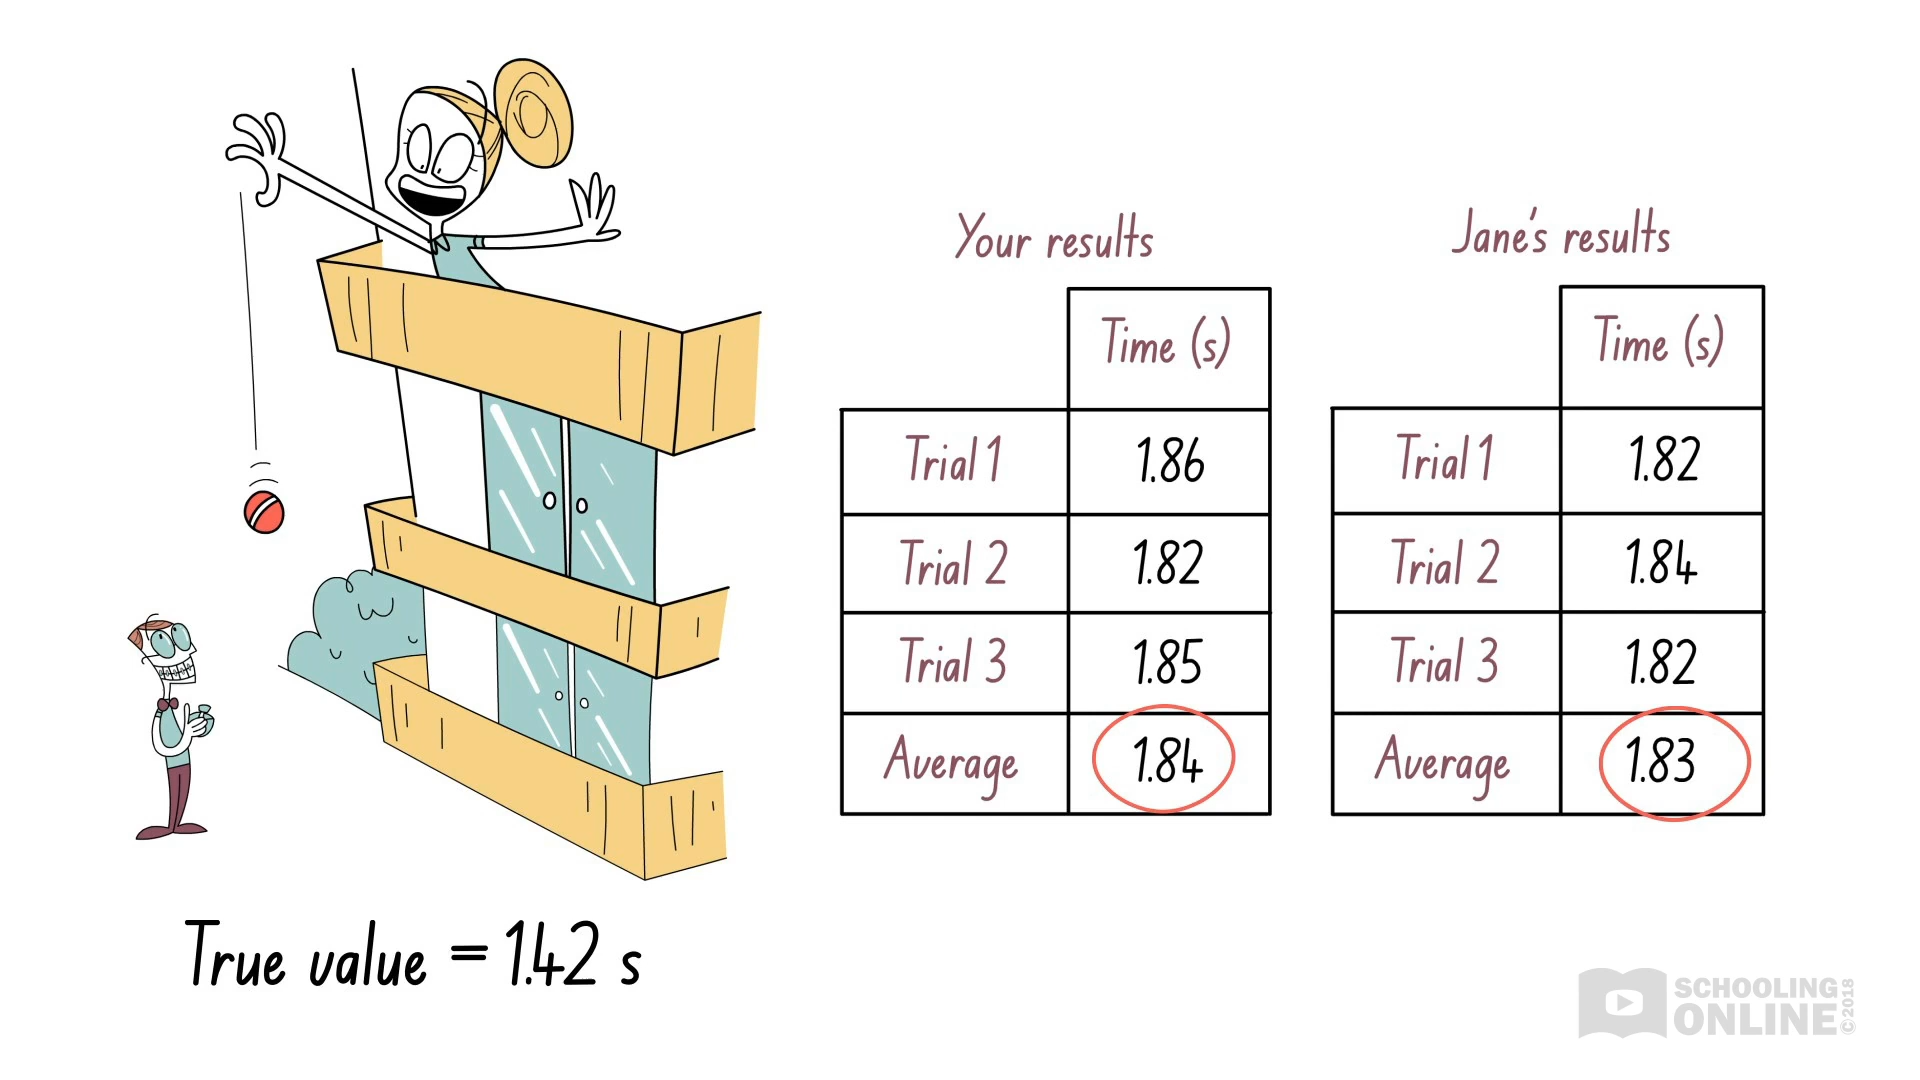 Your results
Time (s)
Trial 1 1.86
Trial 2 1.82
Trial 3 1.85
Average 1.84
Jane's results
Time (s)
Trial 1 1.82
Trial 2 1.84
Trial 3 1.82
Average 1.83
True value = 1.42 s
SCHOOLING
ONLINE
©2018